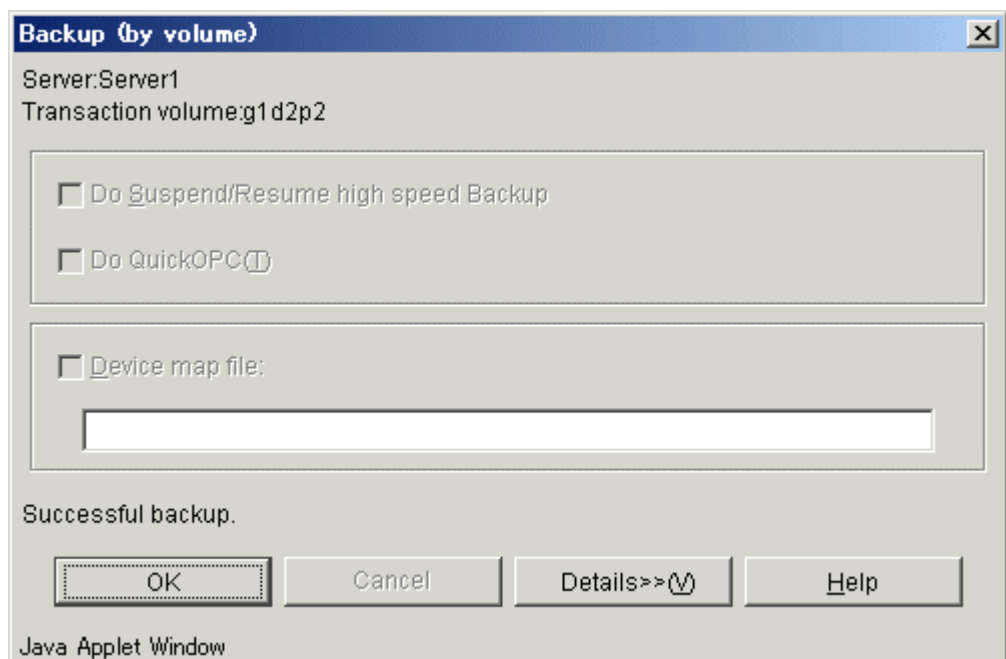 Backup (by volume)
Server:Server1
Transaction volume:g1d2p2
Do Suspend/Resume high speed Backup
Do QuickOPC(T)
Device map file:
Successful backup.
OK Cancel Details>>(V) Help
Java Applet Window